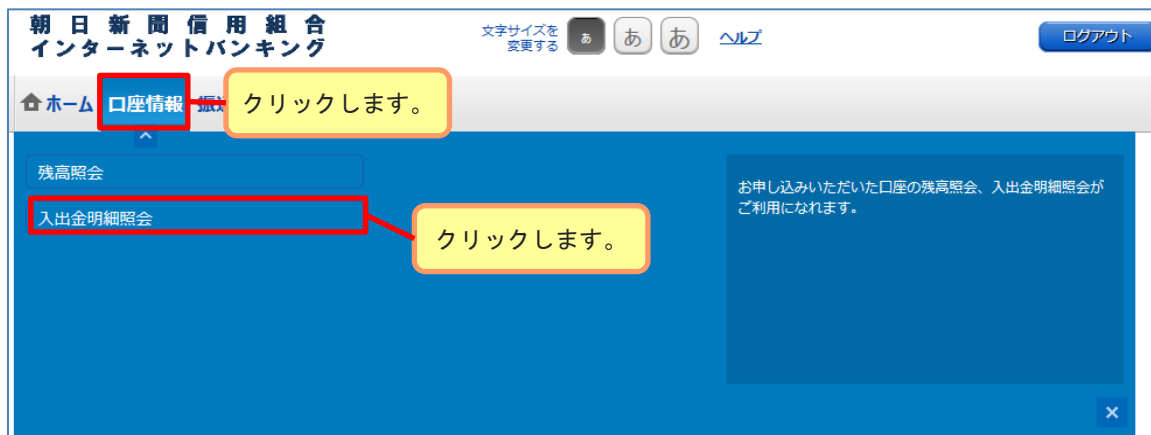 朝日新聞信用組合
インターネットバンキング
文字サイズを
変更する
あ あ あ
ヘルプ
ログアウト
ホーム 口座情報 振
クリックします。
残高照会
入出金明細照会
クリックします。
お申し込みいただいた口座の残高照会、入出金明細照会が
ご利用になれます。